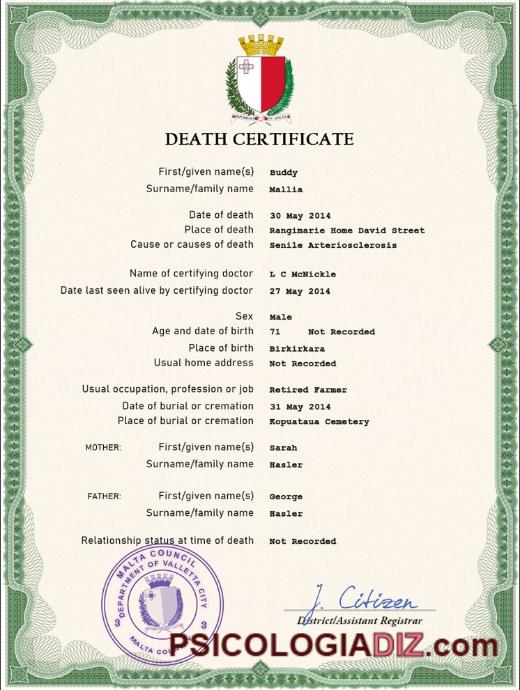 REPUBBLIKA TA' MALTA
DEATH CERTIFICATE
First/given name(s) Buddy
Surname/family name Mallia
Date of death 30 May 2014
Place of death Rangimarie Home David Street
Cause or causes of death Senile Arteriosclerosis
Name of certifying doctor L C McNickle
Date last seen alive by certifying doctor 27 May 2014
Sex Male
Age and date of birth 71 Not Recorded
Place of birth Birkirkara
Usual home address Not Recorded
Usual occupation, profession or job Retired Farmer
Date of burial or cremation 31 May 2014
Place of burial or cremation Kopuataua Cemetery
MOTHER: First/given name(s) Sarah
Surname/family name Hasler
FATHER: First/given name(s) George
Surname/family name Hasler
Relationship status at time of death Not Recorded
MALTA COUNCIL
DEPARTMENT OF VALLETTA CITY
3 3
MALTA
J. Citizen
District/Assistant Registrar
PSICOLOGIADIZ.com